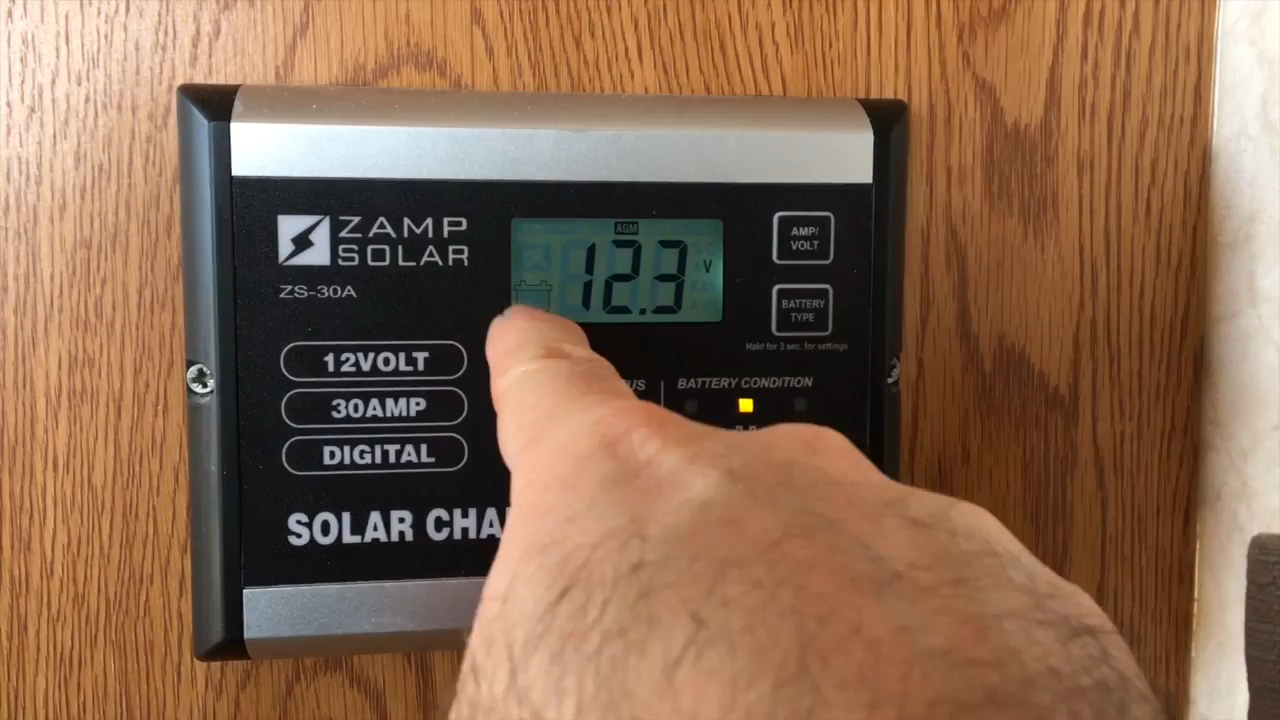 ZAMP
SOLAR
ZS-30A
AGM
12.3 V
AMP/
VOLT
BATTERY
TYPE
Hold for 3 sec. for settings
12VOLT
30AMP
DIGITAL
US
BATTERY CONDITION
SOLAR CHA